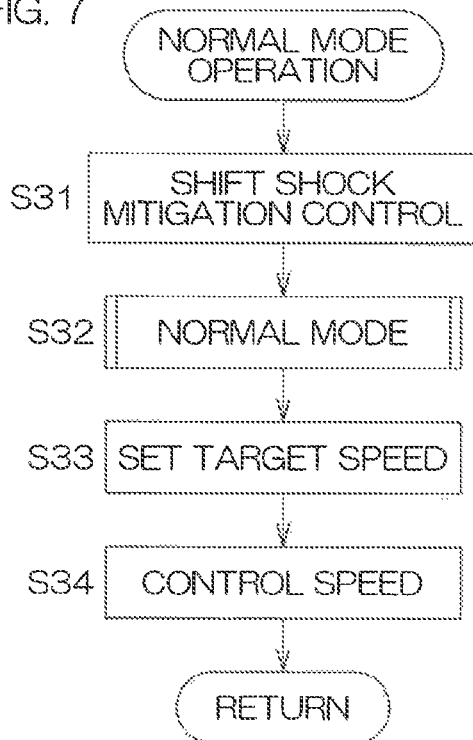 FIG. 7
NORMAL MODE
OPERATION
S31
SHIFT SHOCK
MITIGATION CONTROL
S32
NORMAL MODE
S33
SET TARGET SPEED
S34
CONTROL SPEED
RETURN